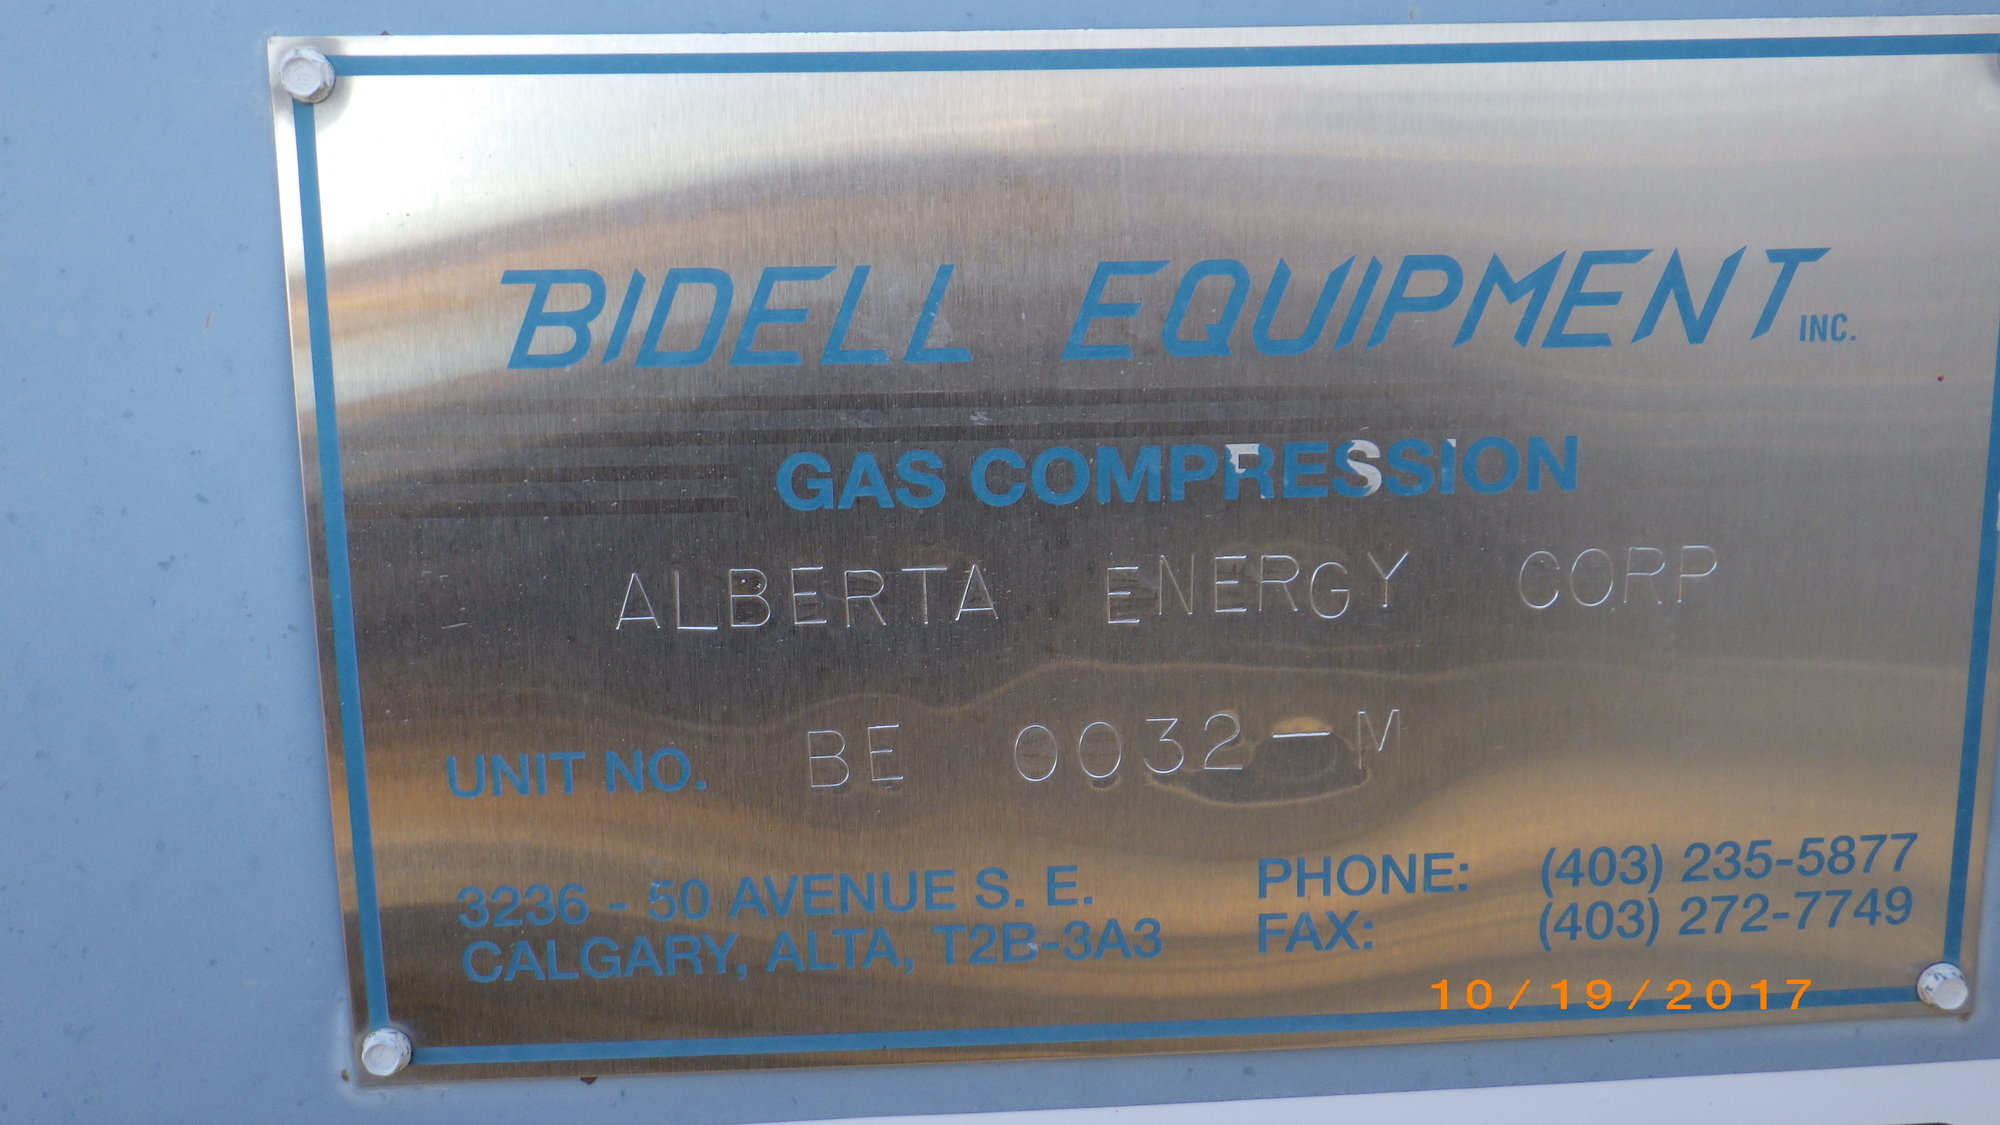 BIDELL EQUIPMENT INC.
GAS COMPRESSION
ALBERTA ENERGY CORP
UNIT NO. BE 0032-M
3236 - 50 AVENUE S. E.
CALGARY, ALTA, T2B-3A3
PHONE: (403) 235-5877
FAX: (403) 272-7749
10/19/2017